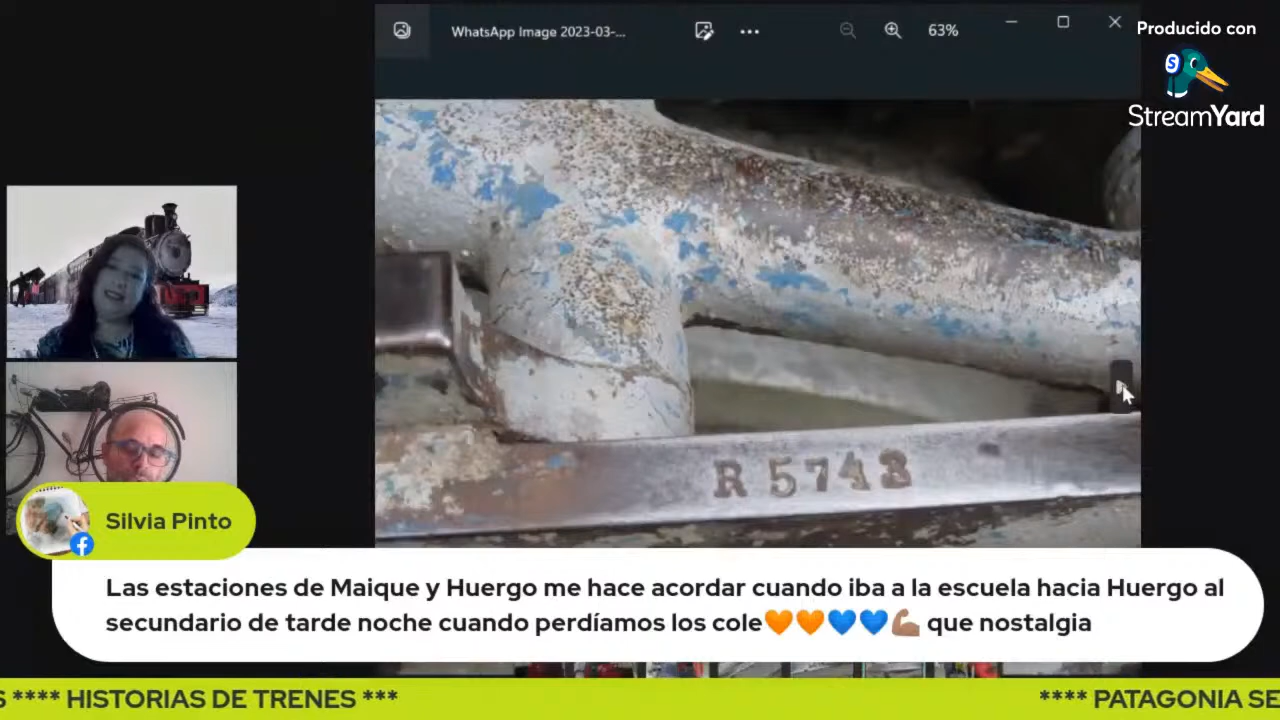 WhatsApp Image 2023-03-...
63%
Producido con
S
StreamYard
R 5743
Silvia Pinto
Las estaciones de Maique y Huergo me hace acordar cuando iba a la escuela hacia Huergo al
secundario de tarde noche cuando perdíamos los cole🧡🧡💙💙💪🏽 que nostalgia
S **** HISTORIAS DE TRENES ***
**** PATAGONIA SE